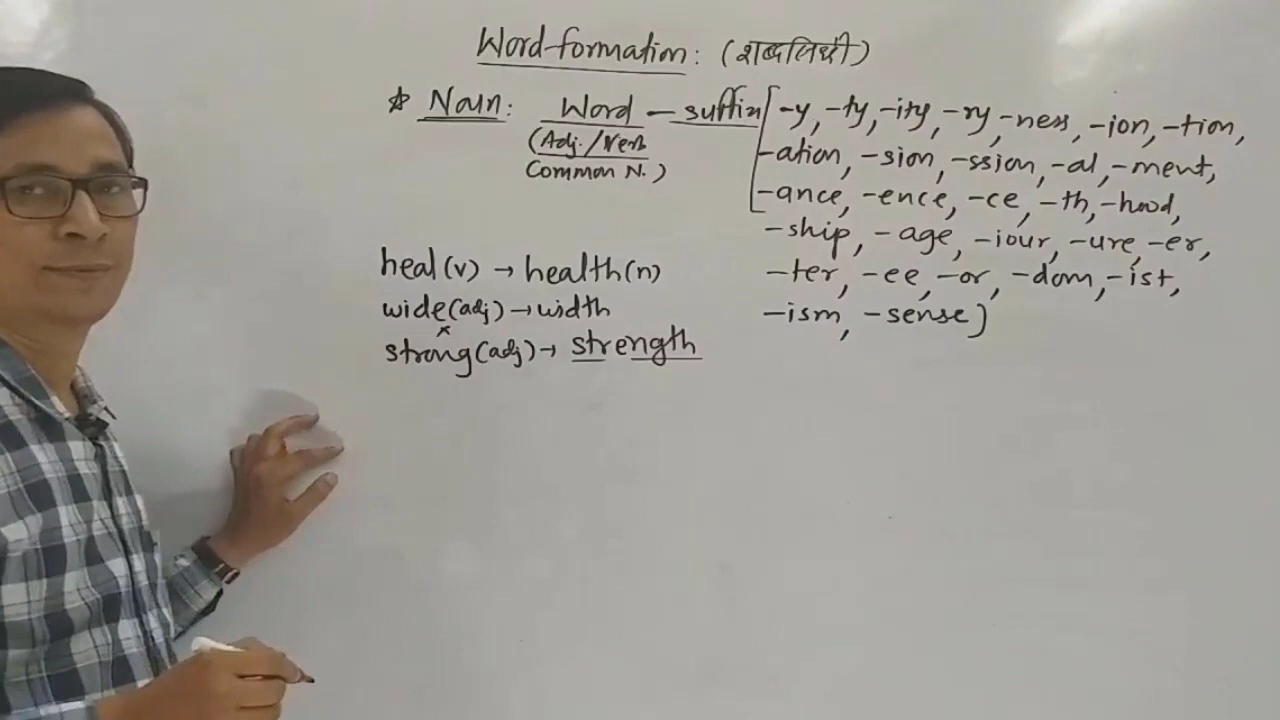 Word formation: (शब्दलिधी)
☆ Noun: Word – suffix [-y, -ty, -ity, -ry, -ness, -ion, -tion,
(Adj./Verb
Common N.)
-ation, -sion, -ssion, -al, -ment,
-ance, -ence, -ce, -th, -hood,
-ship, -age, -iour, -ure, -er,
-ter, -ee, -or, -dom, -ist,
-ism, -sense]
heal(v) → health(n)
wide(adj) → width
x
strong(adj) → strength